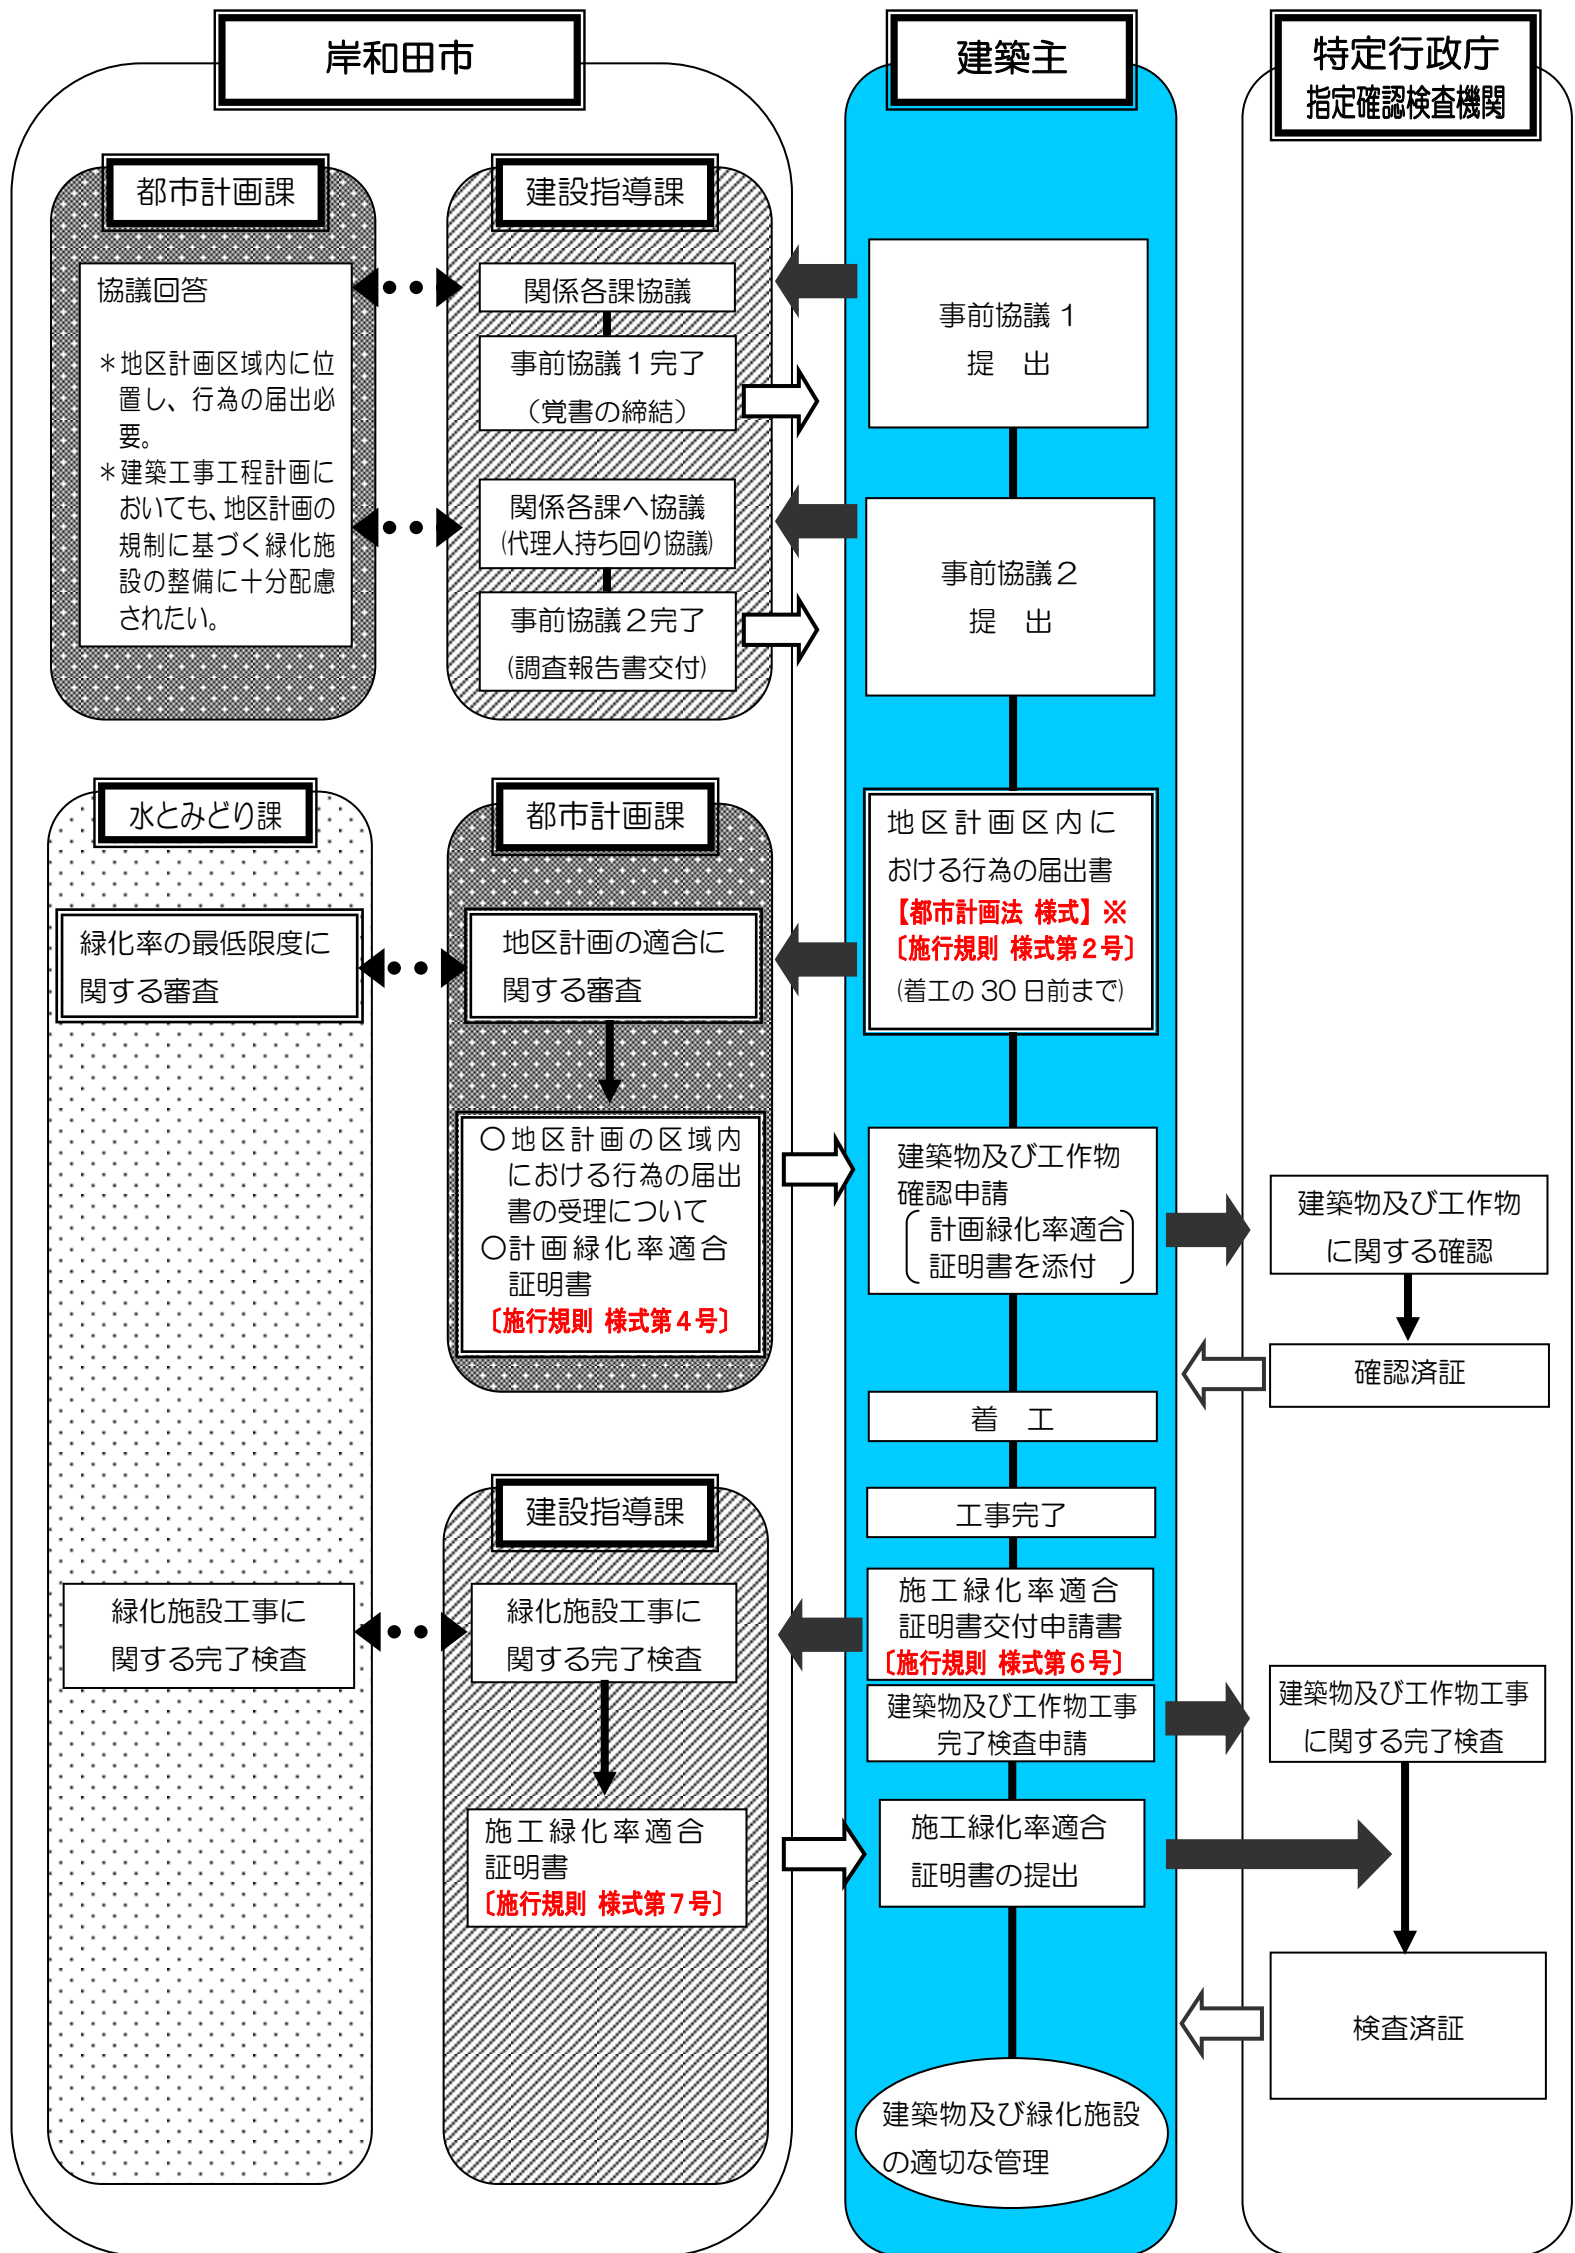 岸和田市
建築主
特定行政庁
指定確認検査機関
都市計画課
建設指導課
協議回答
＊地区計画区域内に位
置し、行為の届出必
要。
＊建築工事工程計画に
おいても、地区計画の
規制に基づく緑化施
設の整備に十分配慮
されたい。
関係各課協議
事前協議１完了
（覚書の締結）
関係各課へ協議
(代理人持ち回り協議)
事前協議２完了
(調査報告書交付)
事前協議１
提　出
事前協議２
提　出
水とみどり課
都市計画課
緑化率の最低限度に
関する審査
地区計画の適合に
関する審査
地区計画区内に
おける行為の届出書
【都市計画法 様式】※
〔施行規則 様式第２号〕
(着工の 30 日前まで)
○地区計画の区域内
における行為の届出
書の受理について
○計画緑化率適合
証明書
〔施行規則 様式第４号〕
建築物及び工作物
確認申請
計画緑化率適合
証明書を添付
建築物及び工作物
に関する確認
確認済証
着　工
工事完了
建設指導課
緑化施設工事に
関する完了検査
緑化施設工事に
関する完了検査
施工緑化率適合
証明書交付申請書
〔施行規則 様式第６号〕
建築物及び工作物工事
完了検査申請
建築物及び工作物工事
に関する完了検査
施工緑化率適合
証明書
〔施行規則 様式第７号〕
施工緑化率適合
証明書の提出
検査済証
建築物及び緑化施設
の適切な管理